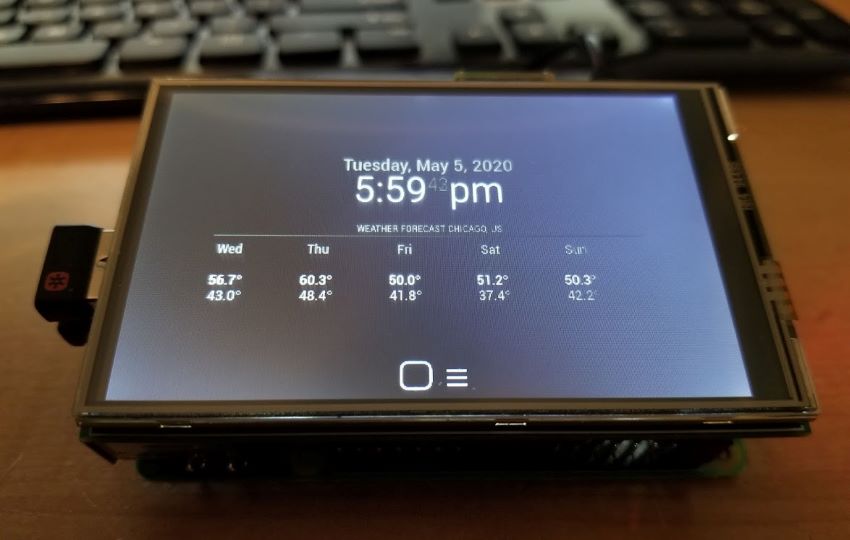 Tuesday, May 5, 2020
5:59 43 pm
WEATHER FORECAST CHICAGO, US
Wed Thu Fri Sat Sun
56.7° 60.3° 50.0° 51.2° 50.3°
43.0° 48.4° 41.8° 37.4° 42.2°